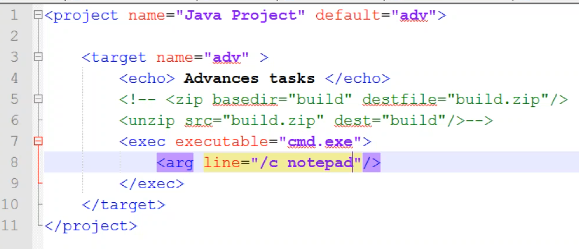 1 <project name="Java Project" default="adv">
2
3 <target name="adv" >
4 <echo> Advances tasks </echo>
5 <!-- <zip basedir="build" destfile="build.zip"/>
6 <unzip src="build.zip" dest="build"/>-->
7 <exec executable="cmd.exe">
8 <arg line="/c notepad"/>
9 </exec>
10 </target>
11 </project>